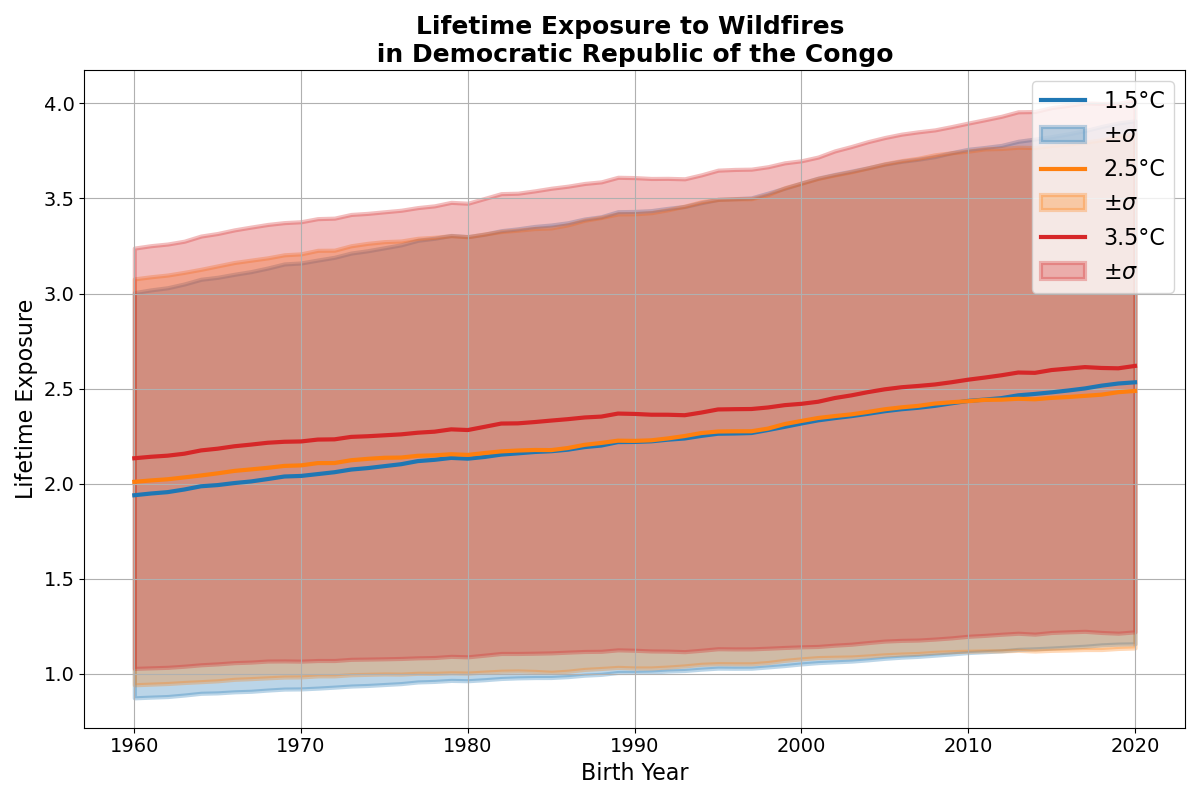 Lifetime Exposure to Wildfires
in Democratic Republic of the Congo
4.0
3.5
3.0
2.5
2.0
1.5
1.0
Lifetime Exposure
1.5°C
±σ
2.5°C
±σ
3.5°C
±σ
1960 1970 1980 1990 2000 2010 2020
Birth Year